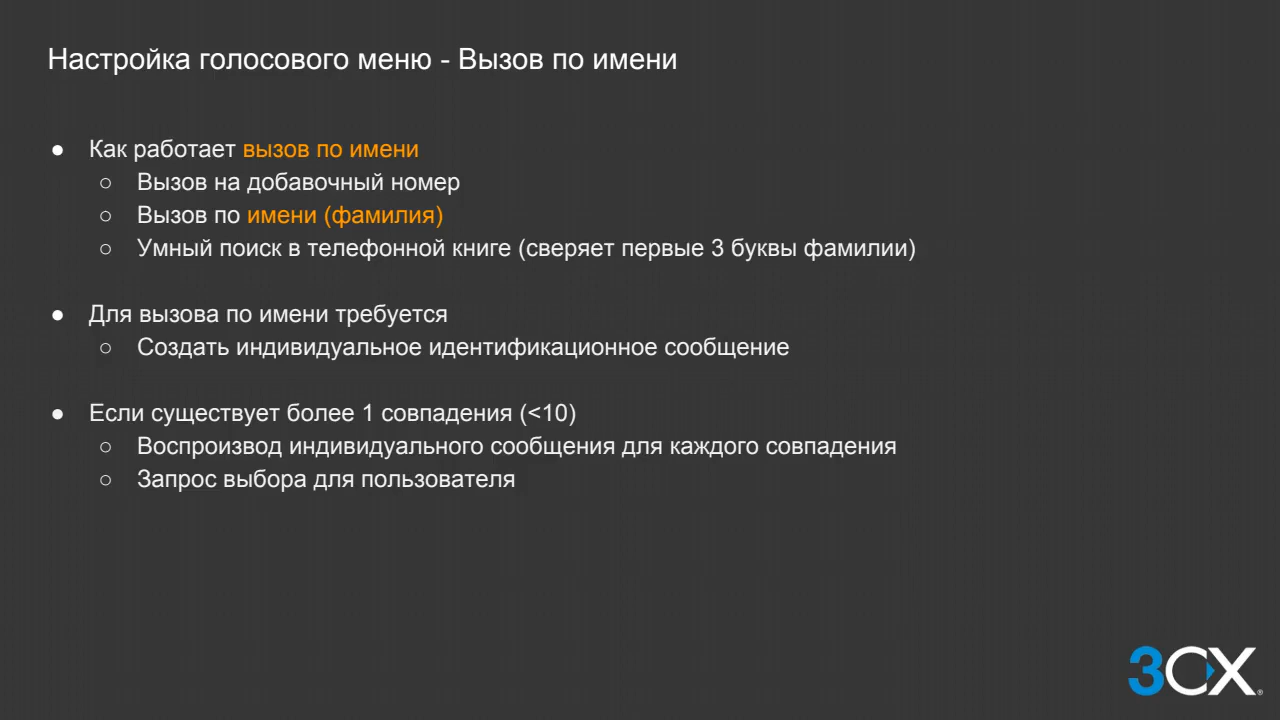 Настройка голосового меню - Вызов по имени
● Как работает вызов по имени
○ Вызов на добавочный номер
○ Вызов по имени (фамилия)
○ Умный поиск в телефонной книге (сверяет первые 3 буквы фамилии)
● Для вызова по имени требуется
○ Создать индивидуальное идентификационное сообщение
● Если существует более 1 совпадения (<10)
○ Воспроизвод индивидуального сообщения для каждого совпадения
○ Запрос выбора для пользователя
3CX®